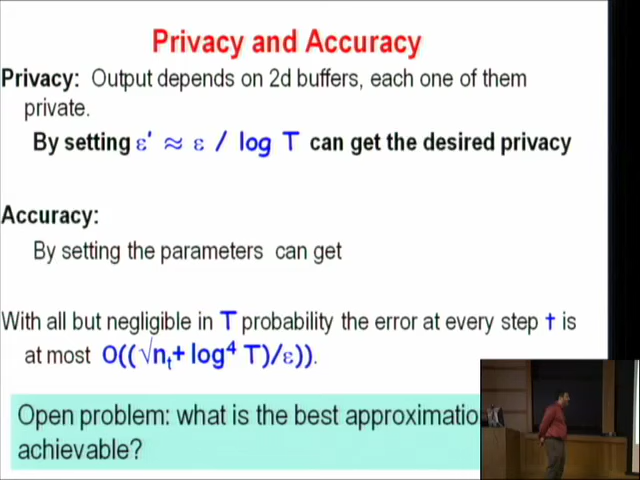 Privacy and Accuracy
Privacy: Output depends on 2d buffers, each one of them
private.
By setting ε' ≈ ε / log T can get the desired privacy
Accuracy:
By setting the parameters can get
With all but negligible in T probability the error at every step t is
at most O((√nₜ+ log⁴ T)/ε)).
Open problem: what is the best
achievable?